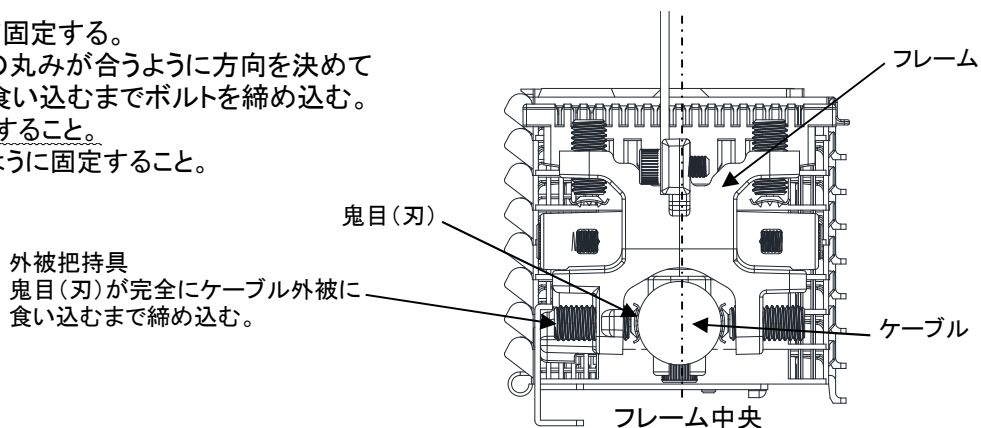 固定する。
の丸みが合うように方向を決めて
食い込むまでボルトを締め込む。
すること。
ように固定すること。
フレーム
鬼目(刃)
外被把持具
鬼目(刃)が完全にケーブル外被に
食い込むまで締め込む。
ケーブル
フレーム中央